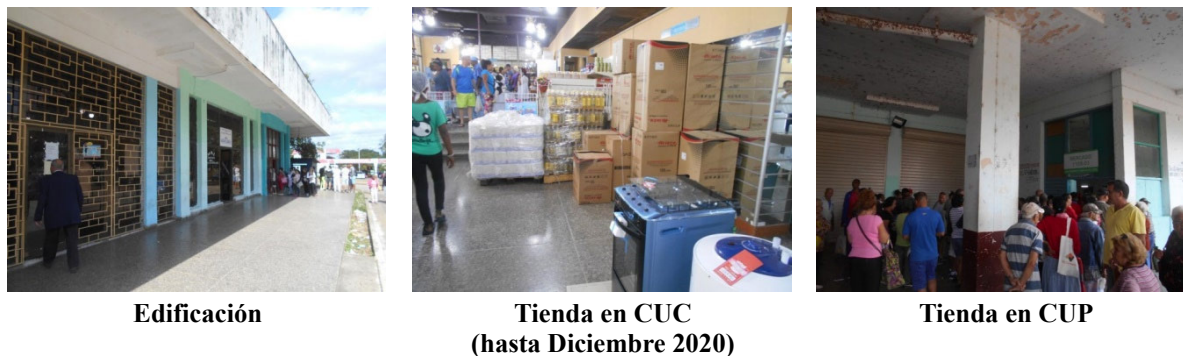 Edificación
Tienda en CUC
(hasta Diciembre 2020)
Tienda en CUP